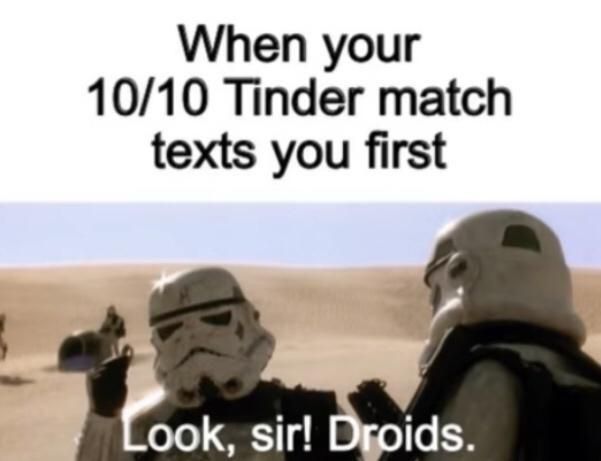 When your
10/10 Tinder match
texts you first
Look, sir! Droids.